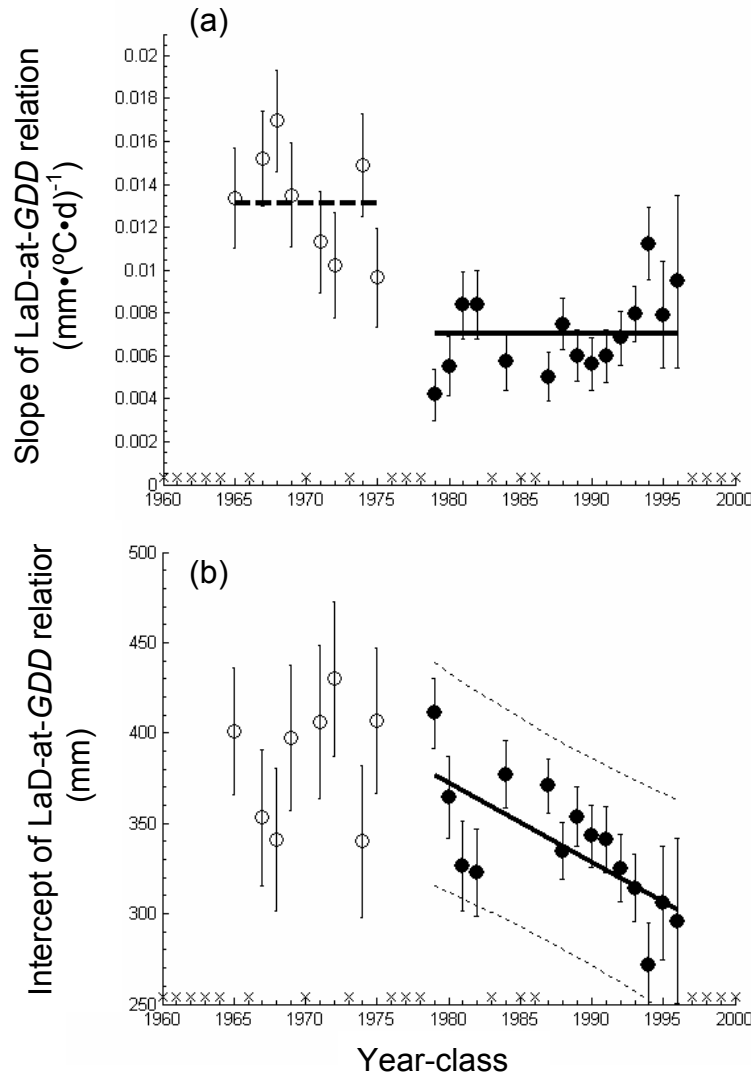 (a)
Slope of LaD-at-GDD relation
(mm•(ºC•d)-1
0.02
0.018
0.016
0.014
0.012
0.01
0.008
0.006
0.004
0.002
0
1960 1965 1970 1975 1980 1985 1990 1995 2000
(b)
Intercept of LaD-at-GDD relatior
(mm)
500
450
400
350
300
250
1960 1965 1970 1975 1980 1985 1990 1995 2000
Year-class